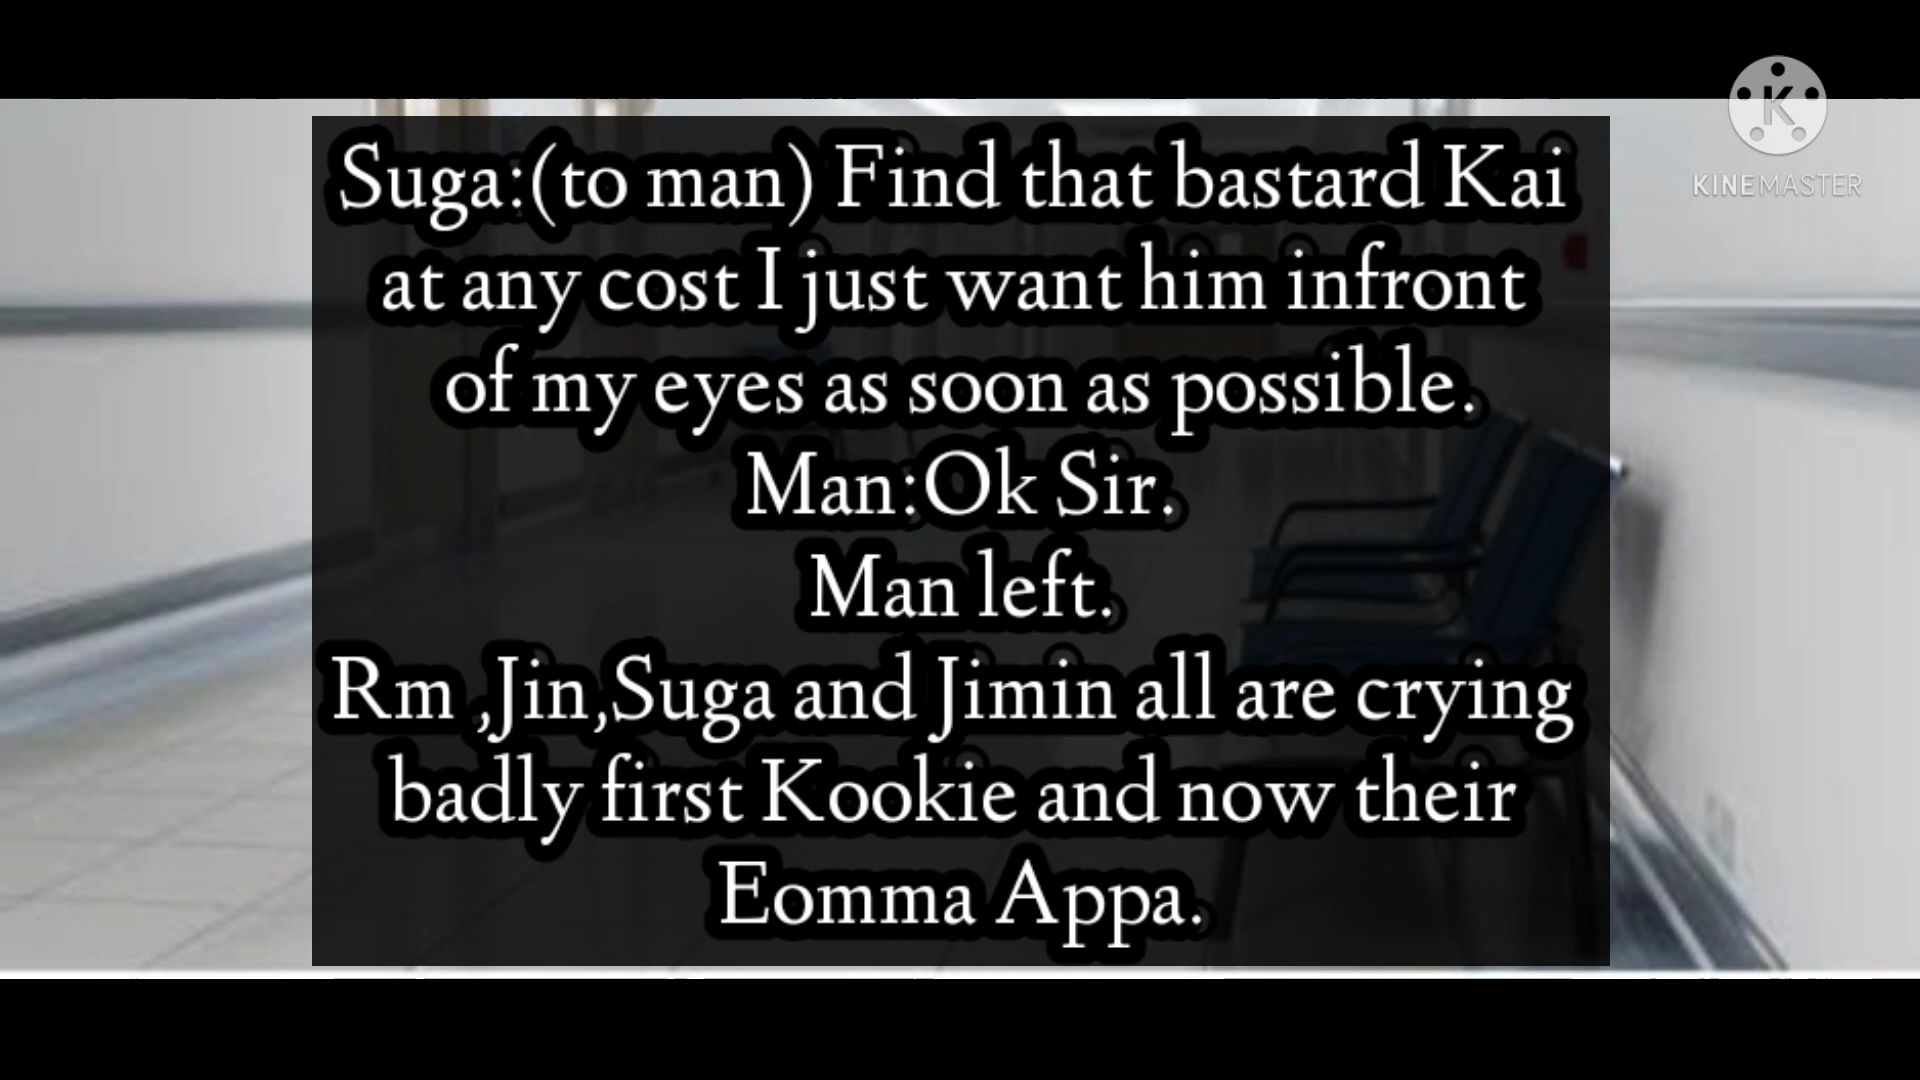 Suga:(to man) Find that bastard Kai
at any cost I just want him infront
of my eyes as soon as possible.
Man:Ok Sir.
Man left.
Rm ,Jin,Suga and Jimin all are crying
badly first Kookie and now their
Eomma Appa.
K
KINEMASTER